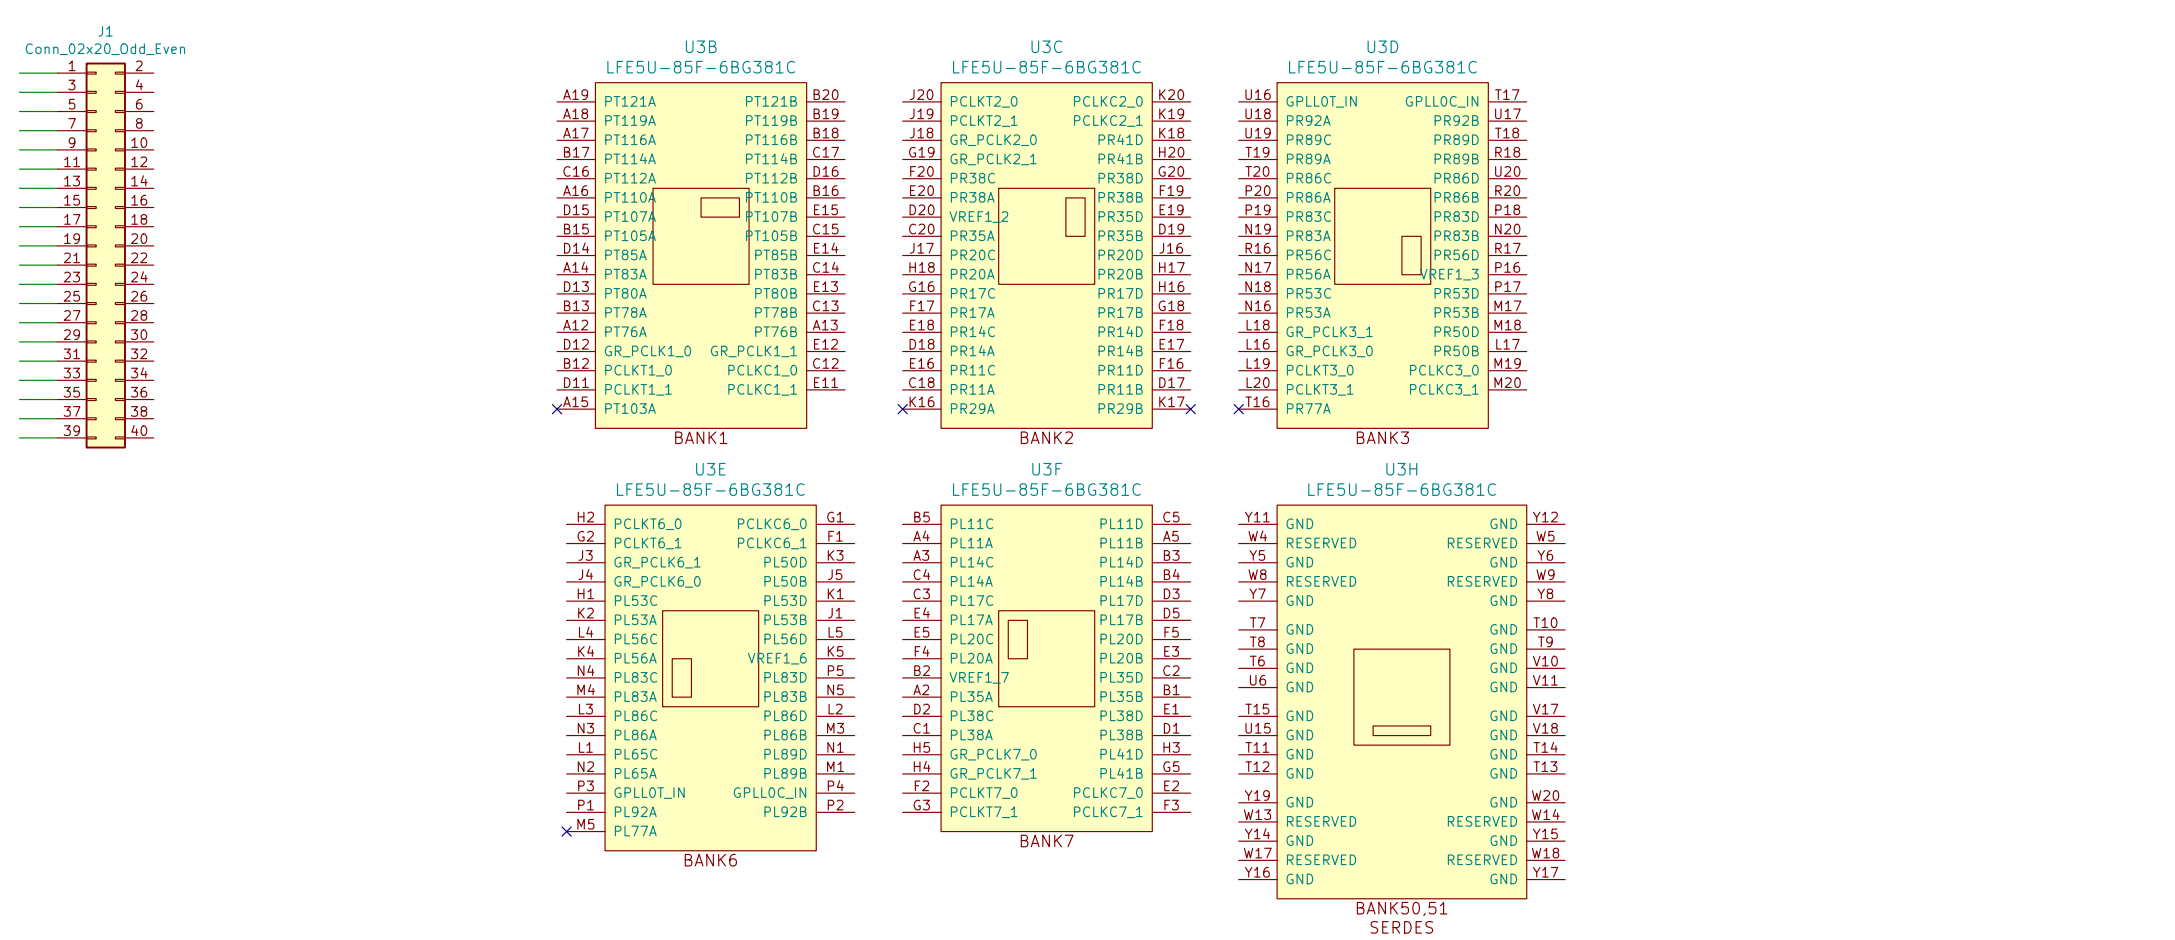 J1
Conn_02x20_Odd_Even
1 2
3 4
5 6
7 8
9 10
11 12
13 14
15 16
17 18
19 20
21 22
23 24
25 26
27 28
29 30
31 32
33 34
35 36
37 38
39 40
U3B
LFE5U-85F-6BG381C
A19 PT121A PT121B B20
A18 PT119A PT119B B19
A17 PT116A PT116B B18
B17 PT114A PT114B C17
C16 PT112A PT112B D16
A16 PT110A PT110B B16
D15 PT107A PT107B E15
B15 PT105A PT105B C15
D14 PT85A PT85B E14
A14 PT83A PT83B C14
D13 PT80A PT80B E13
B13 PT78A PT78B C13
A12 PT76A PT76B A13
D12 GR_PCLK1_0 GR_PCLK1_1 E12
B12 PCLKT1_0 PCLKC1_0 C12
D11 PCLKT1_1 PCLKC1_1 E11
A15 PT103A
BANK1
U3C
LFE5U-85F-6BG381C
J20 PCLKT2_0 PCLKC2_0 K20
J19 PCLKT2_1 PCLKC2_1 K19
J18 GR_PCLK2_0 PR41D K18
G19 GR_PCLK2_1 PR41B H20
F20 PR38C PR38D G20
E20 PR38A PR38B F19
D20 VREF1_2 PR35D E19
C20 PR35A PR35B D19
J17 PR20C PR20D J16
H18 PR20A PR20B H17
G16 PR17C PR17D H16
F17 PR17A PR17B G18
E18 PR14C PR14D F18
D18 PR14A PR14B E17
E16 PR11C PR11D F16
C18 PR11A PR11B D17
K16 PR29A PR29B K17
BANK2
U3D
LFE5U-85F-6BG381C
U16 GPLL0T_IN GPLL0C_IN T17
U18 PR92A PR92B U17
U19 PR89C PR89D T18
T19 PR89A PR89B R18
T20 PR86C PR86D U20
P20 PR86A PR86B R20
P19 PR83C PR83D P18
N19 PR83A PR83B N20
R16 PR56C PR56D R17
N17 PR56A VREF1_3 P16
N18 PR53C PR53D P17
N16 PR53A PR53B M17
L18 GR_PCLK3_1 PR50D M18
L16 GR_PCLK3_0 PR50B L17
L19 PCLKT3_0 PCLKC3_0 M19
L20 PCLKT3_1 PCLKC3_1 M20
T16 PR77A
BANK3
U3E
LFE5U-85F-6BG381C
H2 PCLKT6_0 PCLKC6_0 G1
G2 PCLKT6_1 PCLKC6_1 F1
J3 GR_PCLK6_1 PL50D K3
J4 GR_PCLK6_0 PL50B J5
H1 PL53C PL53D K1
K2 PL53A PL53B J1
L4 PL56C PL56D L5
K4 PL56A VREF1_6 K5
N4 PL83C PL83D P5
M4 PL83A PL83B N5
L3 PL86C PL86D L2
N3 PL86A PL86B M3
L1 PL65C PL89D N1
N2 PL65A PL89B M1
P3 GPLL0T_IN GPLL0C_IN P4
P1 PL92A PL92B P2
M5 PL77A
BANK6
U3F
LFE5U-85F-6BG381C
B5 PL11C PL11D C5
A4 PL11A PL11B A5
A3 PL14C PL14D B3
C4 PL14A PL14B B4
C3 PL17C PL17D D3
E4 PL17A PL17B D5
E5 PL20C PL20D F5
F4 PL20A PL20B E3
B2 VREF1_7 PL35D C2
A2 PL35A PL35B B1
D2 PL38C PL38D E1
C1 PL38A PL38B D1
H5 GR_PCLK7_0 PL41D H3
H4 GR_PCLK7_1 PL41B G5
F2 PCLKT7_0 PCLKC7_0 E2
G3 PCLKT7_1 PCLKC7_1 F3
BANK7
U3H
LFE5U-85F-6BG381C
Y11 GND GND Y12
W4 RESERVED RESERVED W5
Y5 GND GND Y6
W8 RESERVED RESERVED W9
Y7 GND GND Y8
T7 GND GND T10
T8 GND GND T9
T6 GND GND V10
U6 GND GND V11
T15 GND GND V17
U15 GND GND V18
T11 GND GND T14
T12 GND GND T13
Y19 GND GND W20
W13 RESERVED RESERVED W14
Y14 GND GND Y15
W17 RESERVED RESERVED W18
Y16 GND GND Y17
BANK50,51
SERDES